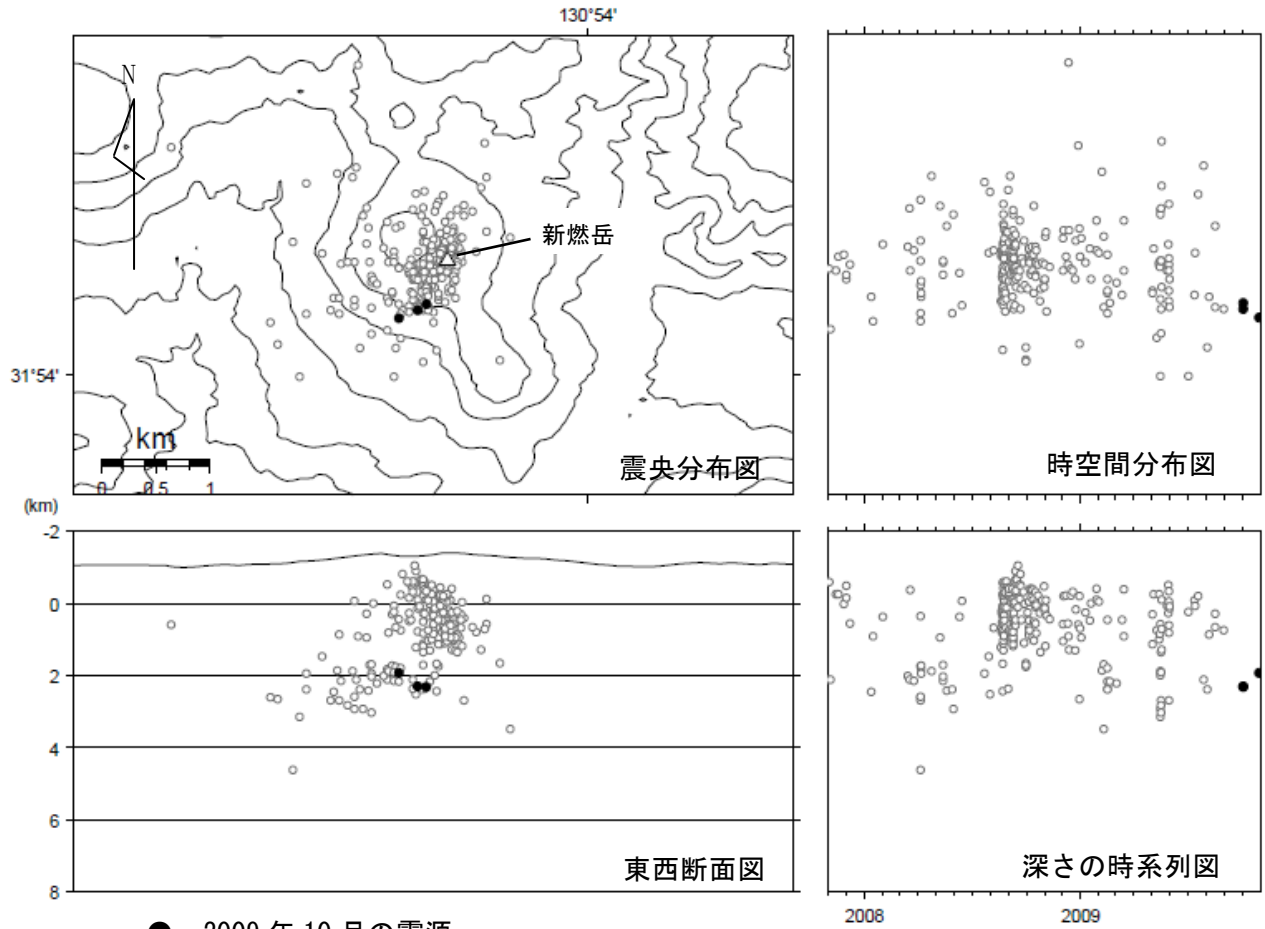 130°54'
N
新燃岳
31°54'
km
0 0.5 1
震央分布図
時空間分布図
(km)
-2
0
2
4
6
8
東西断面図
深さの時系列図
2008
2009
● 2009 年 10 月の震源